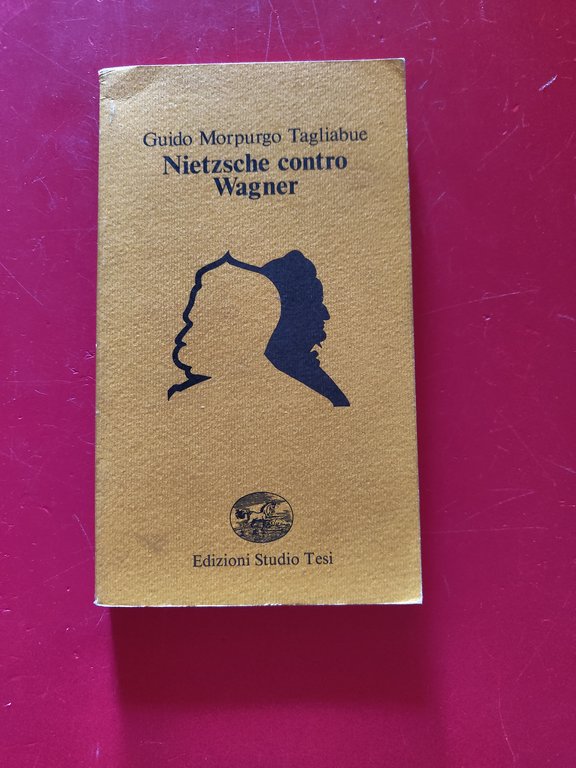 Guido Morpurgo Tagliabue
Nietzsche contro
Wagner
Edizioni Studio Tesi